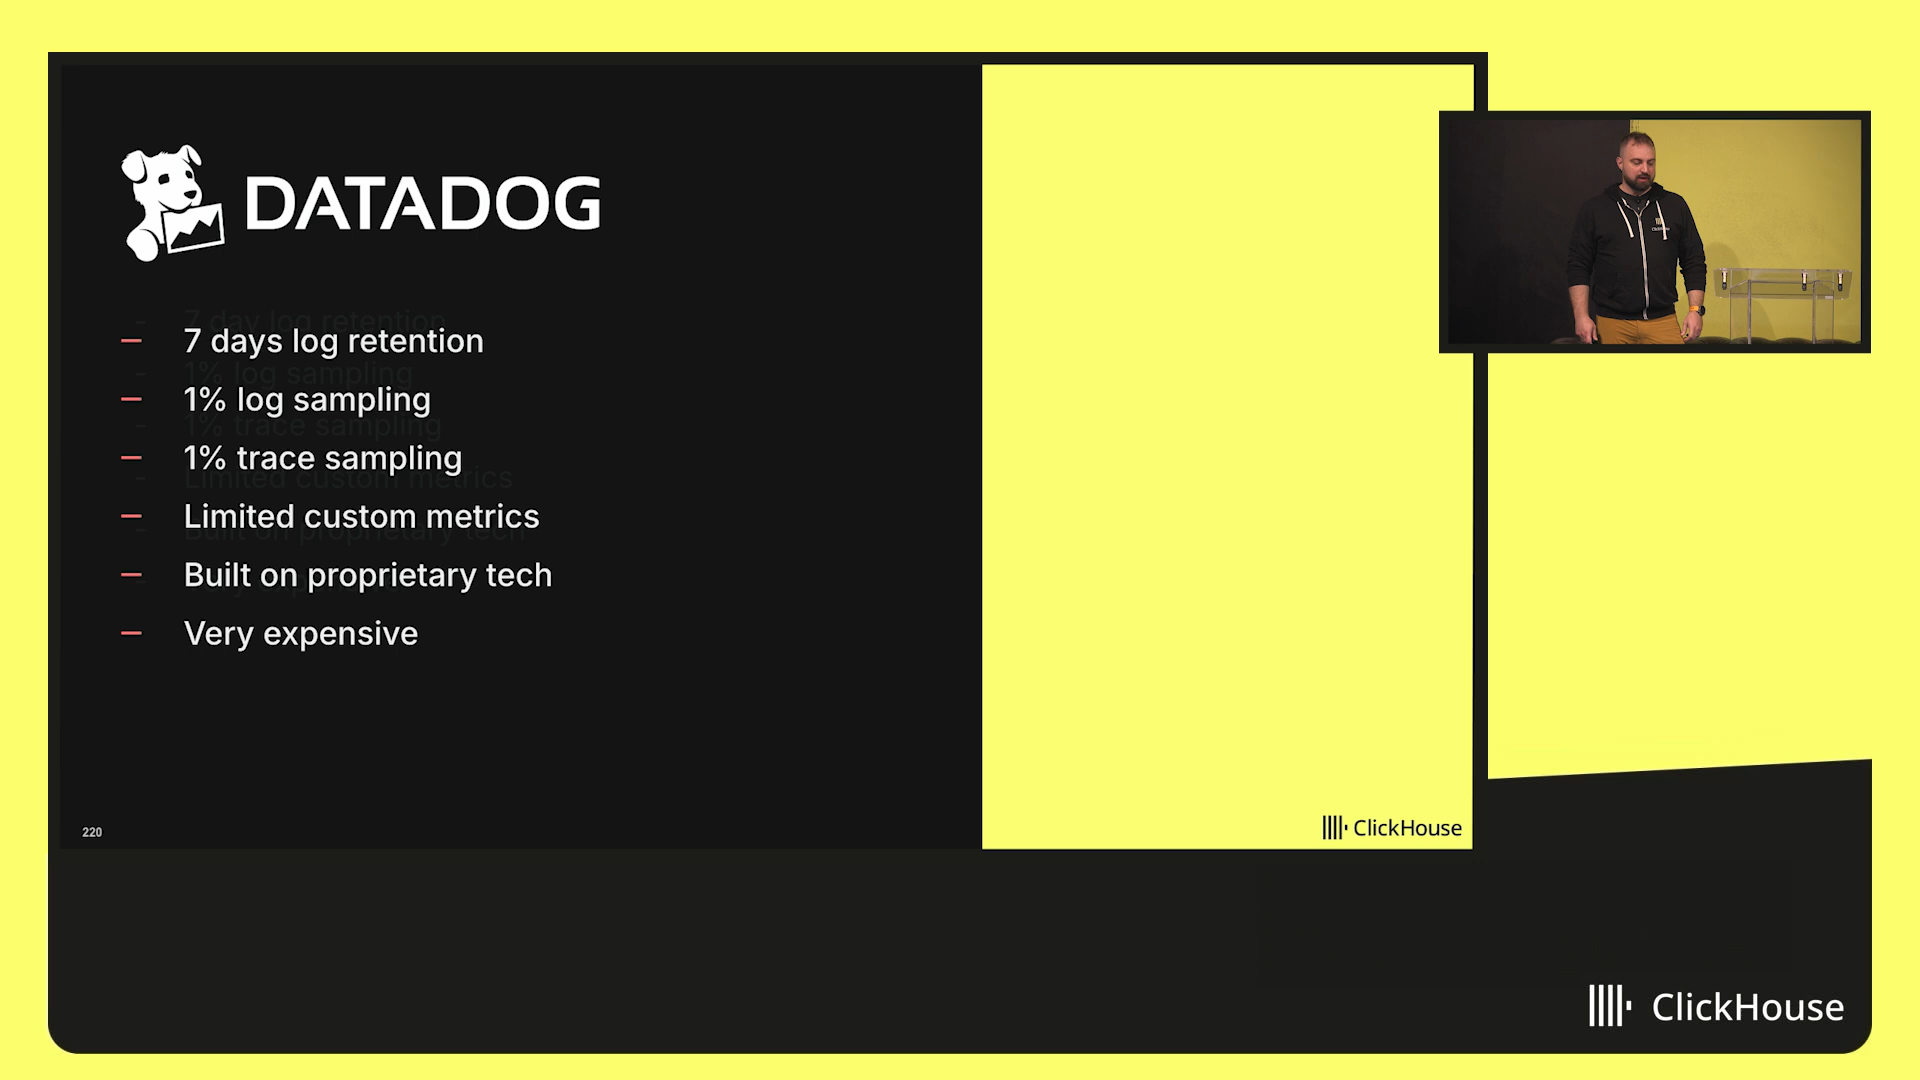 DATADOG
7 days log retention
1% log sampling
1% trace sampling
Limited custom metrics
Built on proprietary tech
Very expensive
220
ClickHouse
ClickHouse